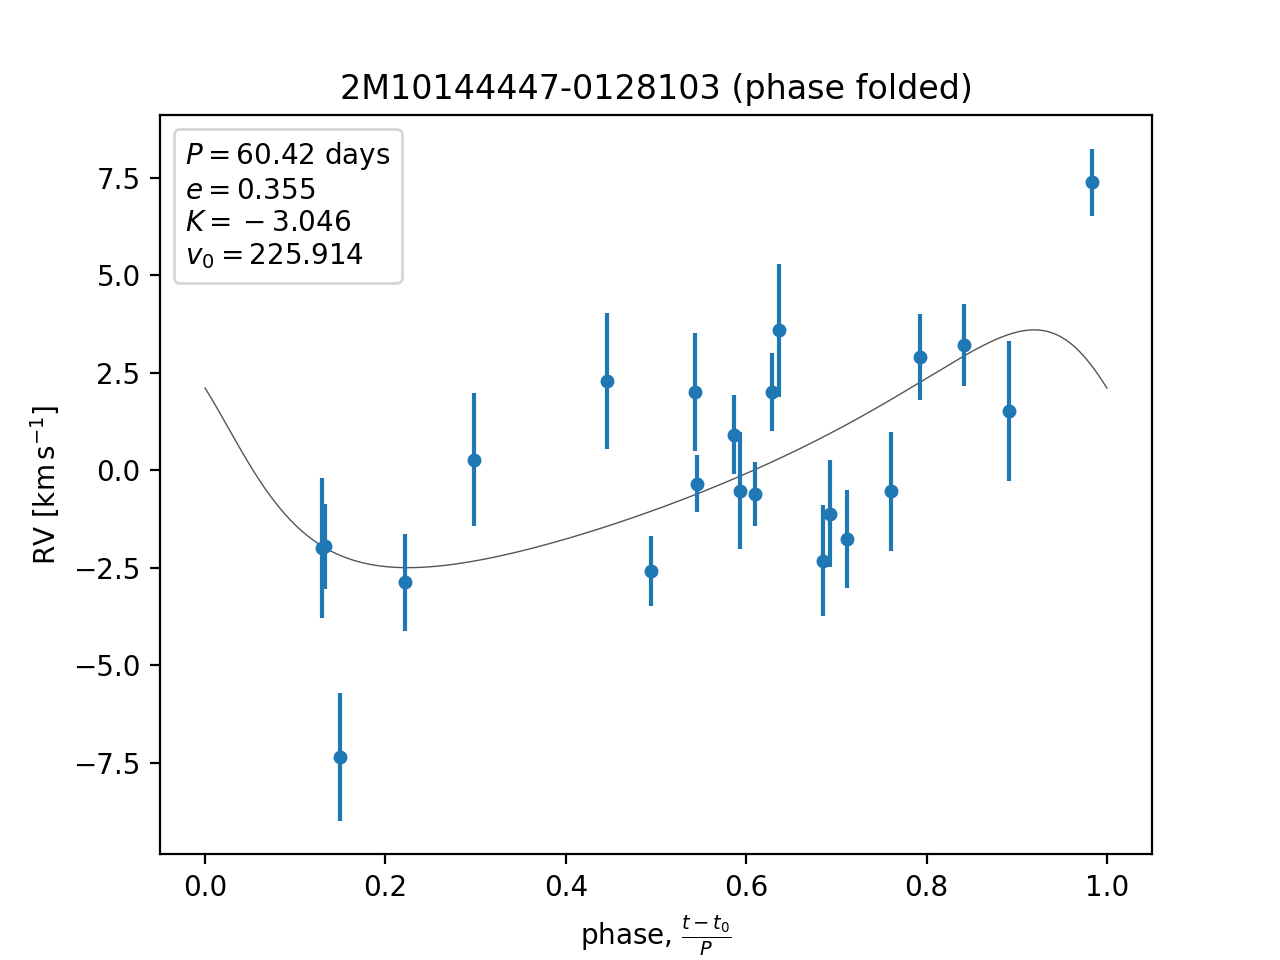 2M10144447-0128103 (phase folded)
P = 60.42 days
e = 0.355
K = −3.046
v₀ = 225.914
RV [km s⁻¹]
7.5
5.0
2.5
0.0
−2.5
−5.0
−7.5
0.0 0.2 0.4 0.6 0.8 1.0
phase, (t − t₀)/P